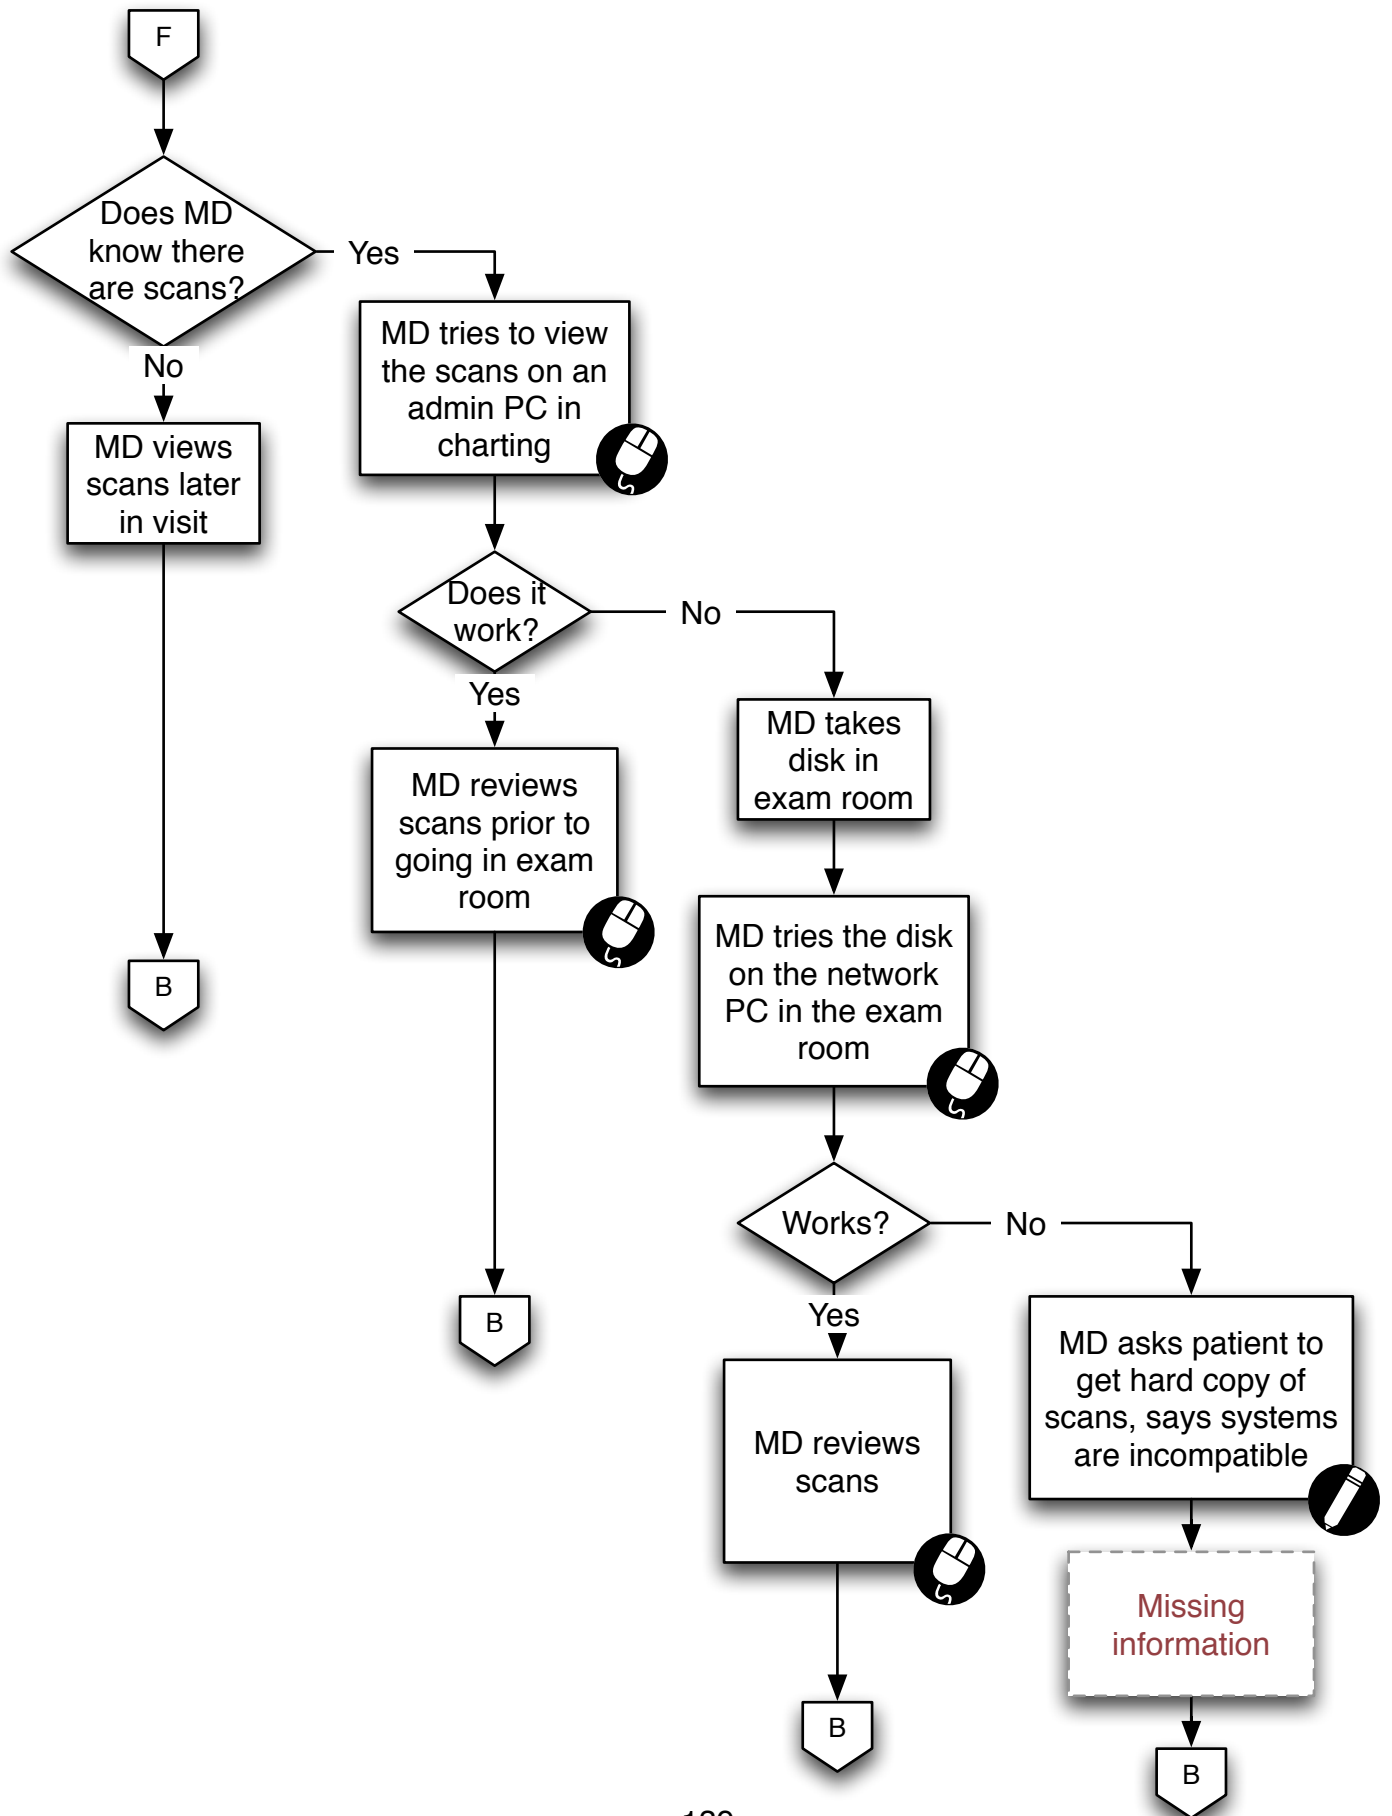 F
Does MD
know there
are scans?
Yes
No
MD tries to view
the scans on an
admin PC in
charting
MD views
scans later
in visit
Does it
work?
No
Yes
MD takes
disk in
exam room
MD reviews
scans prior to
going in exam
room
MD tries the disk
on the network
PC in the exam
room
B
Works?
No
Yes
B
MD asks patient to
get hard copy of
scans, says systems
are incompatible
MD reviews
scans
Missing
information
B
B